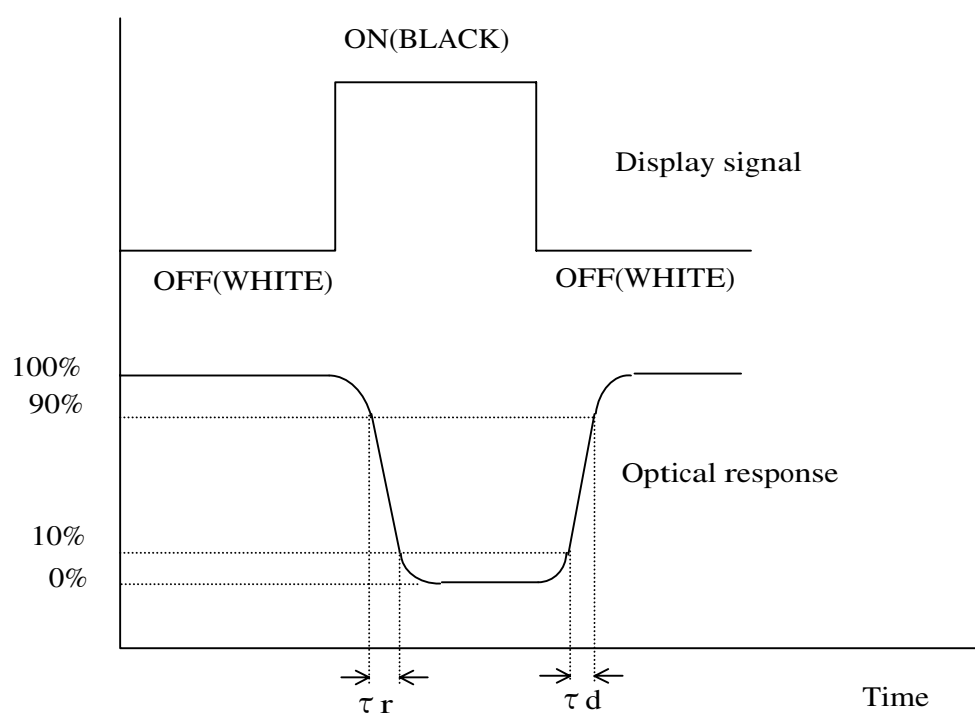 ON(BLACK)
Display signal
OFF(WHITE)
OFF(WHITE)
100%
90%
Optical response
10%
0%
τ r
τ d
Time